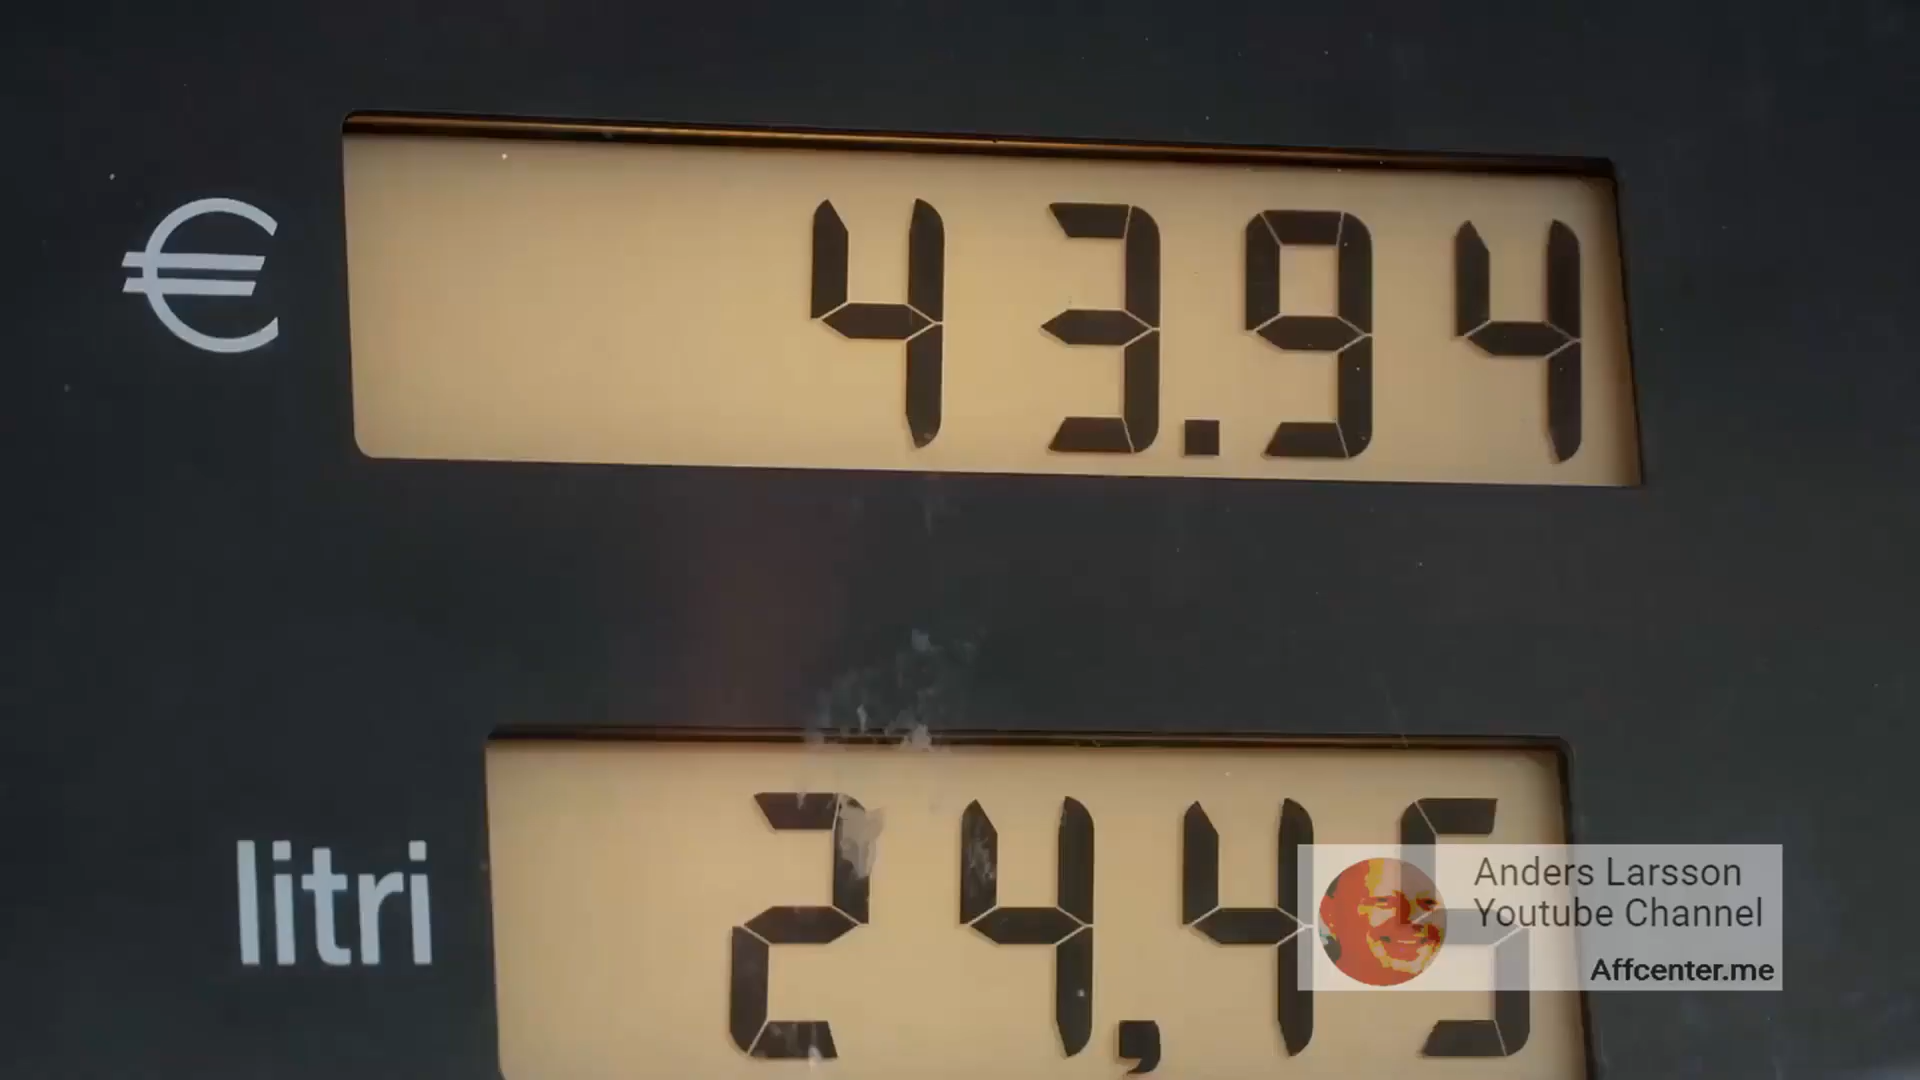 € 43.94
litri 24,45
Anders Larsson
Youtube Channel
Affcenter.me